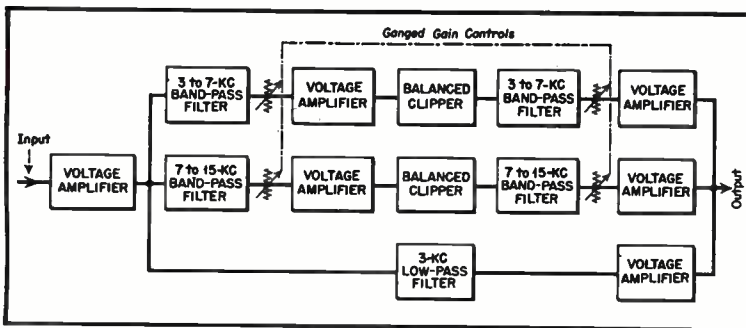 Ganged Gain Controls
3 to 7-KC
BAND-PASS
FILTER
VOLTAGE
AMPLIFIER
BALANCED
CLIPPER
3 to 7-KC
BAND-PASS
FILTER
VOLTAGE
AMPLIFIER
Input
VOLTAGE
AMPLIFIER
7 to 15-KC
BAND-PASS
FILTER
VOLTAGE
AMPLIFIER
BALANCED
CLIPPER
7 to 15-KC
BAND-PASS
FILTER
VOLTAGE
AMPLIFIER
Output
3-KC
LOW-PASS
FILTER
VOLTAGE
AMPLIFIER